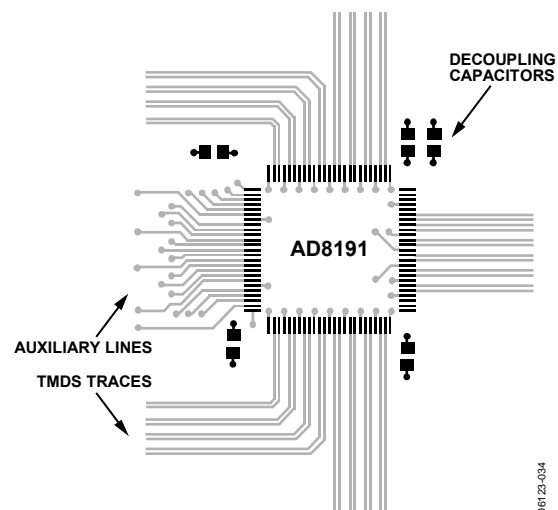 DECOUPLING
CAPACITORS
AD8191
AUXILIARY LINES
TMDS TRACES
06123-034